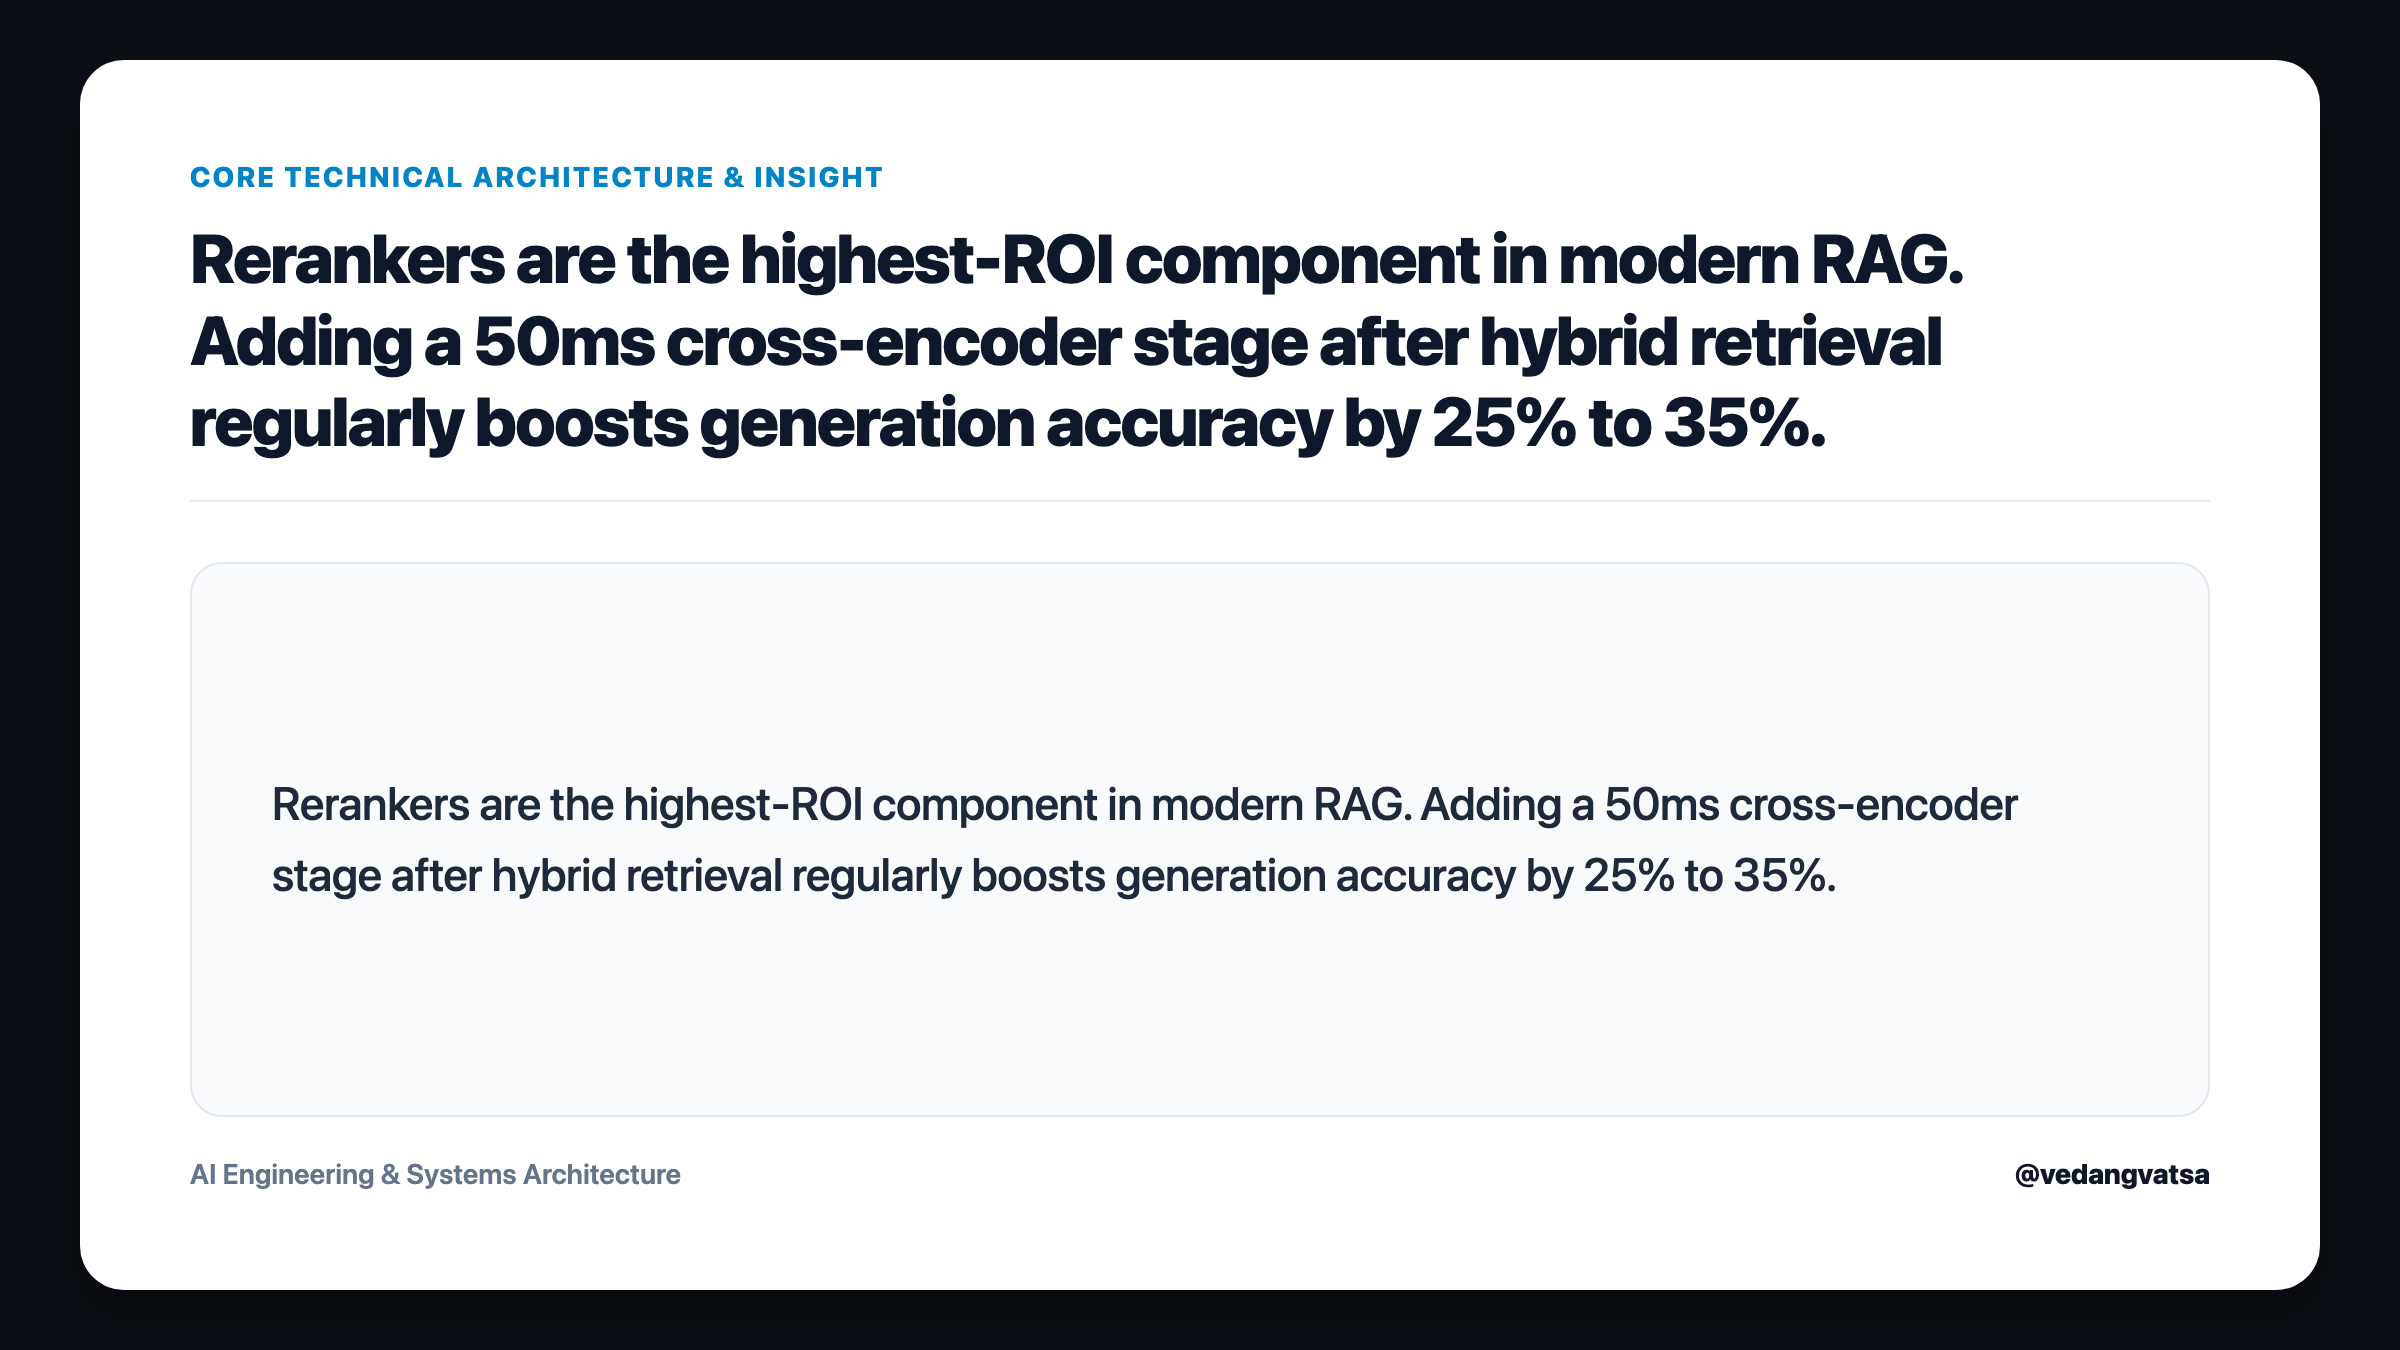 CORE TECHNICAL ARCHITECTURE & INSIGHT
Rerankers are the highest-ROI component in modern RAG.
Adding a 50ms cross-encoder stage after hybrid retrieval
regularly boosts generation accuracy by 25% to 35%.
Rerankers are the highest-ROI component in modern RAG. Adding a 50ms cross-encoder
stage after hybrid retrieval regularly boosts generation accuracy by 25% to 35%.
AI Engineering & Systems Architecture
@vedangvatsa